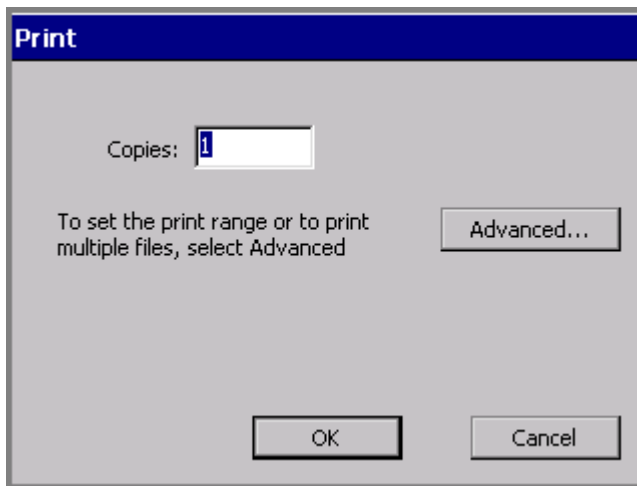 Print
Copies: 1
To set the print range or to print
multiple files, select Advanced
Advanced...
OK
Cancel